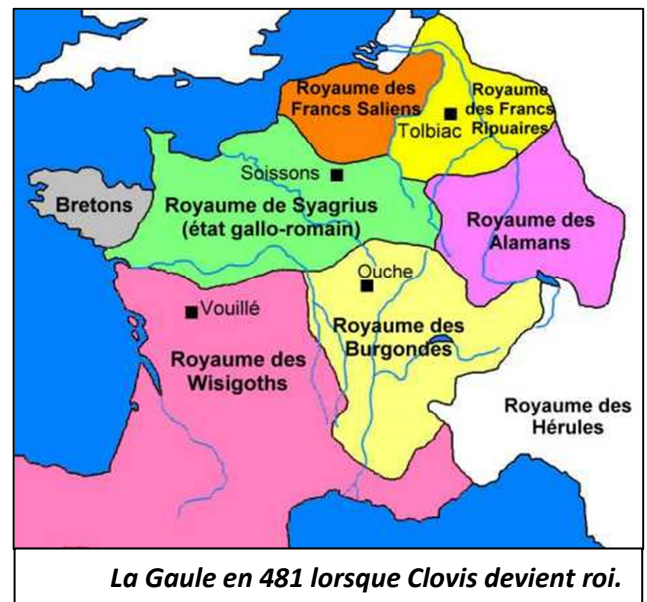 Royaume des
Francs Saliens
Royaume
des Francs
Ripuaires
Tolbiac
Soissons
Bretons
Royaume de Syagrius
(état gallo-romain)
Royaume des
Alamans
Ouche
Vouillé
Royaume des
Burgondes
Royaume des
Wisigoths
Royaume des
Hérules
La Gaule en 481 lorsque Clovis devient roi.